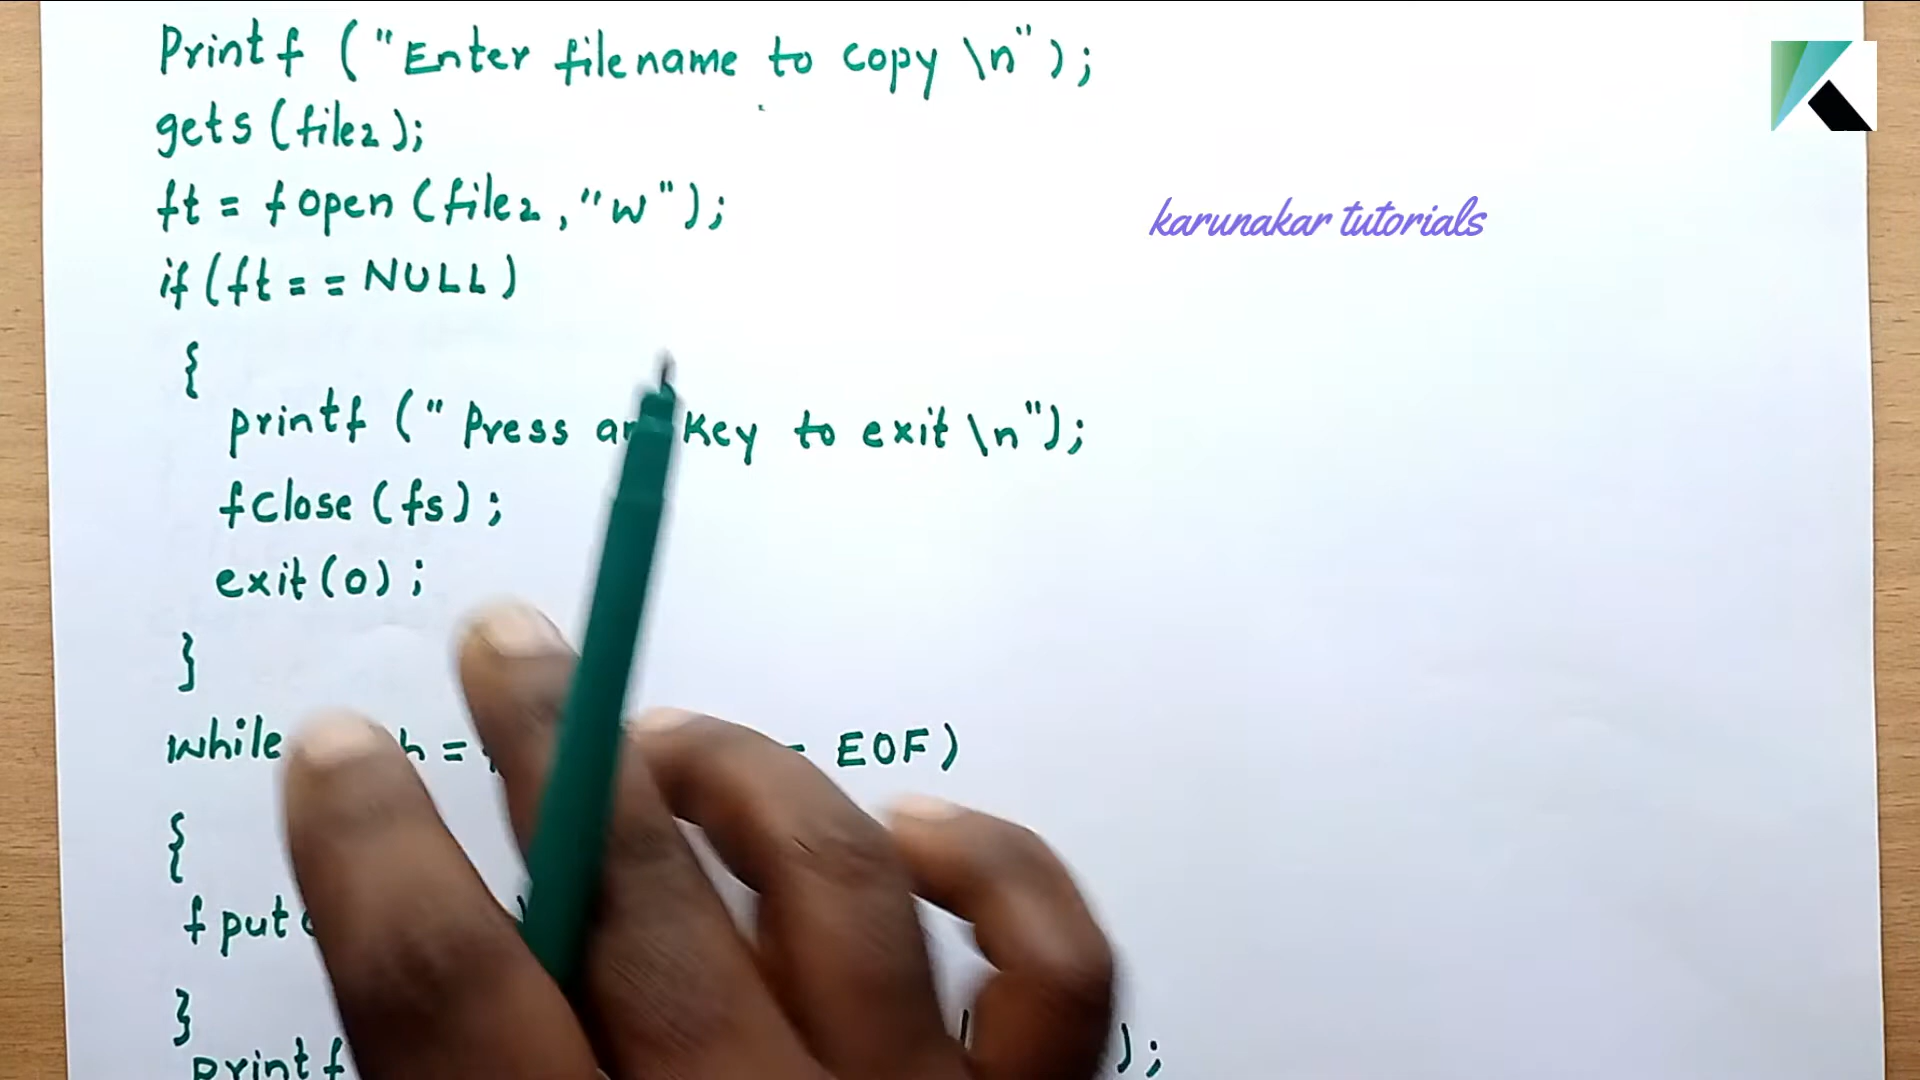 Printf ("Enter filename to copy \n");
gets(file2);
karunakar tutorials
ft = fopen(file2,"w");
if(ft==NULL)
{
printf ("Press key to exit \n");
fclose(fs);
exit(0);
}
while = EOF)
{
}
printf );